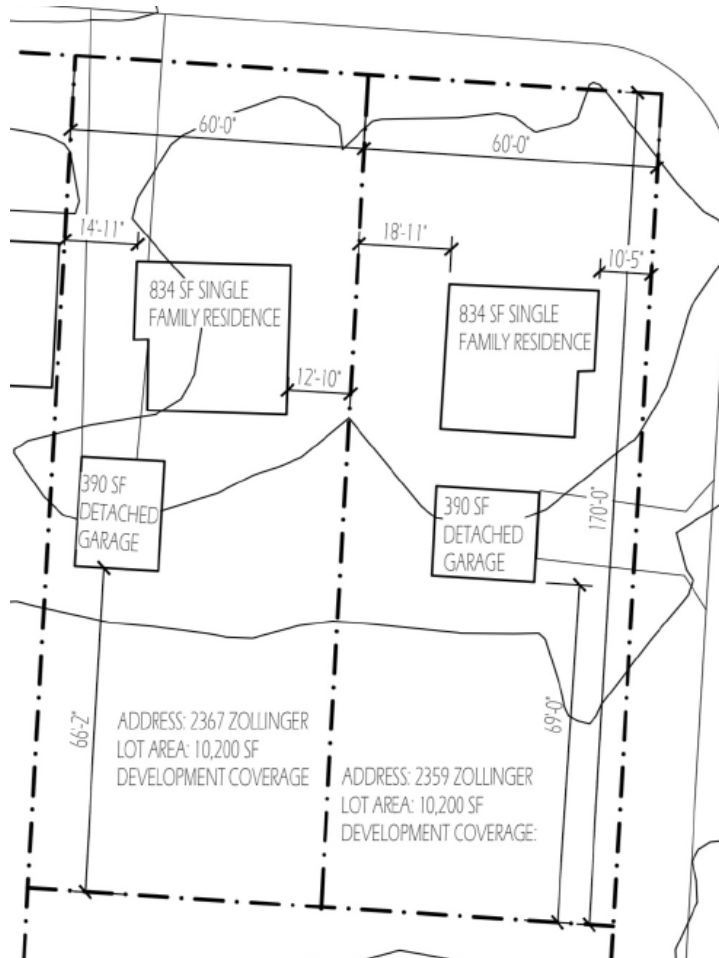 60'-0"
60'-0"
14'-11"
18'-11"
10'-5"
834 SF SINGLE
FAMILY RESIDENCE
834 SF SINGLE
FAMILY RESIDENCE
12'-10"
390 SF
DETACHED
GARAGE
390 SF
DETACHED
GARAGE
170'-0"
66'-2"
69'-0"
ADDRESS: 2367 ZOLLINGER
LOT AREA: 10,200 SF
DEVELOPMENT COVERAGE
ADDRESS: 2359 ZOLLINGER
LOT AREA: 10,200 SF
DEVELOPMENT COVERAGE: